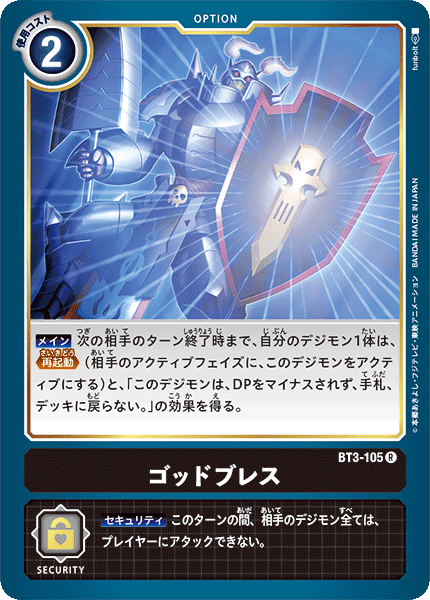 OPTION
使用コスト
2
funbolt
©本郷あきよし・フジテレビ・東映アニメーション BANDAI MADE IN JAPAN
メイン 次の相手のターン終了時まで、自分のデジモン1体は、
再起動（相手のアクティブフェイズに、このデジモンをアクテ
ィブにする）と、「このデジモンは、DPをマイナスされず、手札、
デッキに戻らない。」の効果を得る。
BT3-105 R
ゴッドブレス
セキュリティ このターンの間、相手のデジモン全ては、
プレイヤーにアタックできない。
SECURITY